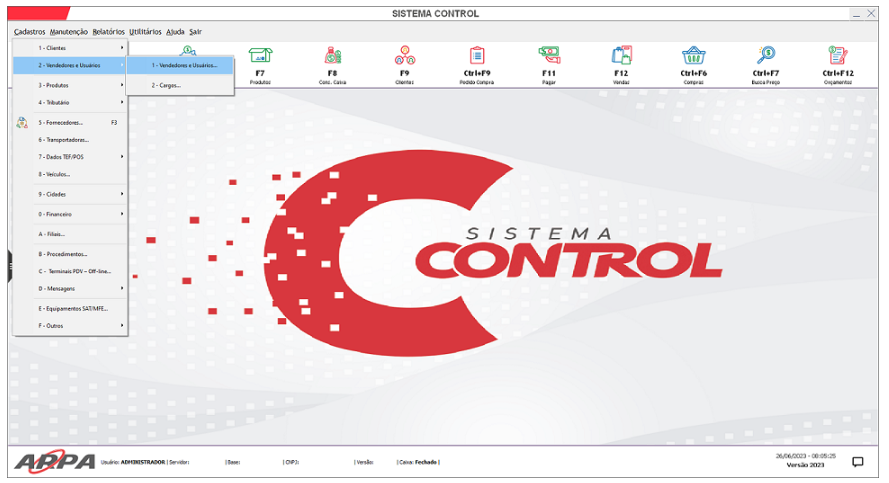 SISTEMA CONTROL
Cadastros Manutenção Relatórios Utilitários Ajuda Sair
1 - Clientes
2 - Vendedores e Usuários
3 - Produtos
4 - Tributário
5 - Fornecedores... F3
6 - Transportadoras...
7 - Dados TEF/POS
8 - Veículos...
9 - Cidades
0 - Financeiro
A - Filiais...
B - Procedimentos...
C - Terminais PDV - Off-line...
D - Mensagens
E - Equipamentos SAT/MFE...
F - Outros
1 - Vendedores e Usuários...
2 - Cargos...
F7
Produtos
F8
Cons. Caixa
F9
Clientes
Ctrl+F9
Pedido Compra
F11
Pagar
F12
Vendas
Ctrl+F6
Compras
Ctrl+F7
Busca Preço
Ctrl+F12
Orçamentos
SISTEMA
CONTROL
ARPA
Usuário: ADMINISTRADOR | Servidor: | Base: | CNPJ: | Versão: | Caixa: Fechado |
26/06/2023 - 08:05:25
Versão 2023